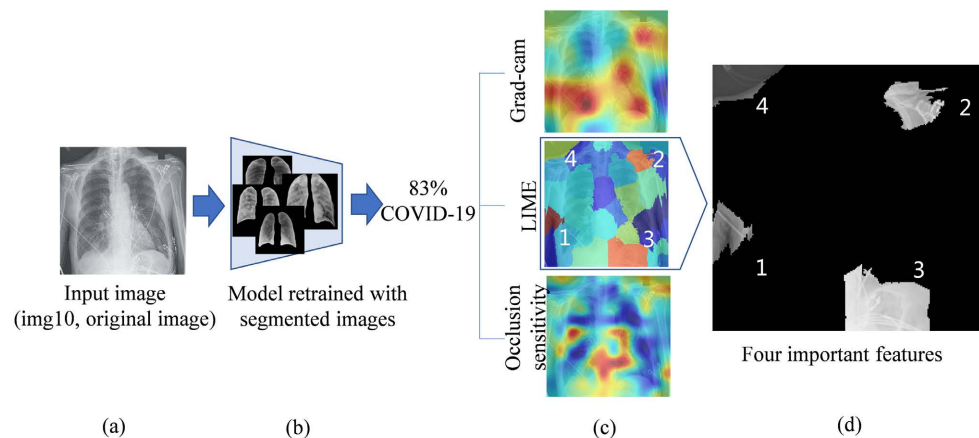 Input image
(img10, original image)
(a)
Model retrained with
segmented images
(b)
83%
COVID-19
Grad-cam
LIME
4
2
1
3
Occlusion
sensitivity
(c)
4
2
1
3
Four important features
(d)